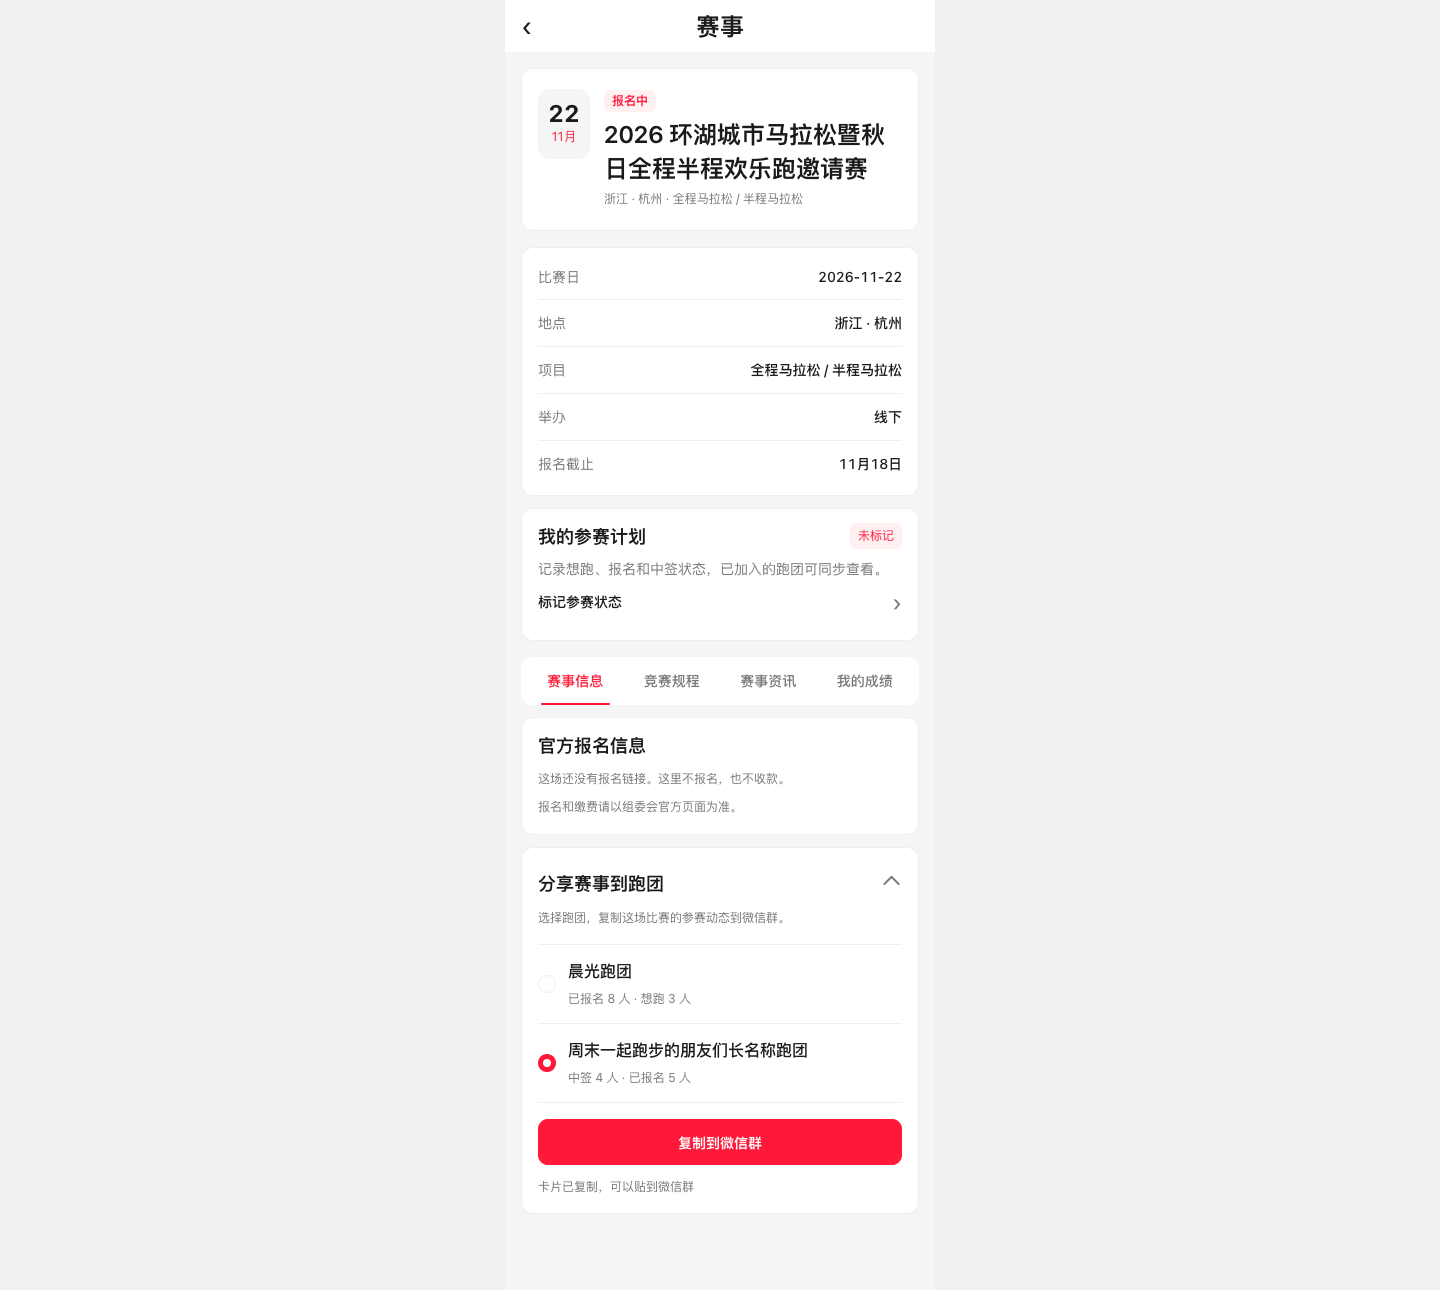 ‹
赛事
22
11月
报名中
2026 环湖城市马拉松暨秋
日全程半程欢乐跑邀请赛
浙江 · 杭州 · 全程马拉松 / 半程马拉松
比赛日 2026-11-22
地点 浙江 · 杭州
项目 全程马拉松 / 半程马拉松
举办 线下
报名截止 11月18日
我的参赛计划 未标记
记录想跑、报名和中签状态，已加入的跑团可同步查看。
标记参赛状态 ›
赛事信息 竞赛规程 赛事资讯 我的成绩
官方报名信息
这场还没有报名链接。这里不报名，也不收款。
报名和缴费请以组委会官方页面为准。
分享赛事到跑团
选择跑团，复制这场比赛的参赛动态到微信群。
晨光跑团
已报名 8 人 · 想跑 3 人
周末一起跑步的朋友们长名称跑团
中签 4 人 · 已报名 5 人
复制到微信群
卡片已复制，可以贴到微信群